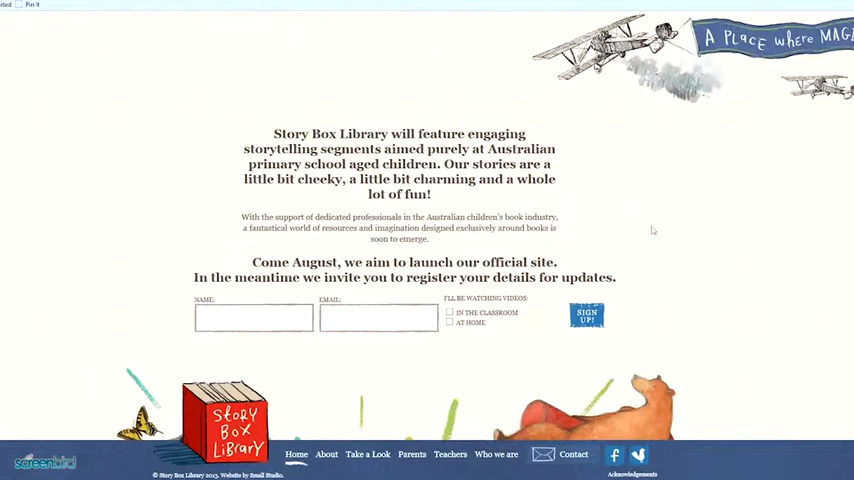 Pin It
A PLACE where
Story Box Library will feature engaging
storytelling segments aimed purely at Australian
primary school aged children. Our stories are a
little bit cheeky, a little bit charming and a whole
lot of fun!
With the support of dedicated professionals in the Australian children's book industry,
a fantastical world of resources and imagination designed exclusively around books is
soon to emerge.
Come August, we aim to launch our official site.
In the meantime we invite you to register your details for updates.
NAME: EMAIL: I'LL BE WATCHING VIDEOS:
IN THE CLASSROOM
AT HOME
SIGN
UP!
STORY
BOX
LIBRARY
Home About Take a Look Parents Teachers Who we are Contact
screenbird
© Story Box Library 2013. Website by Small Studio. Acknowledgements